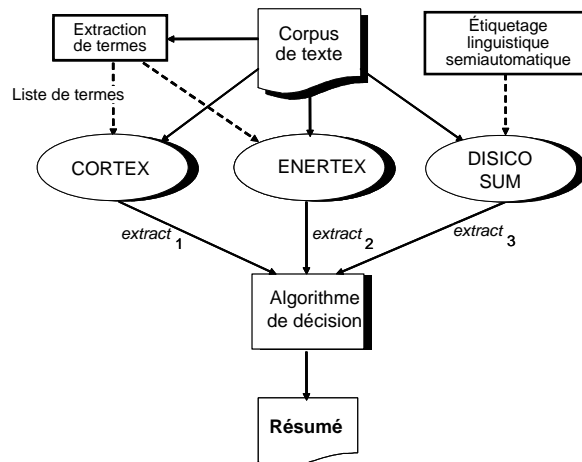 Extraction
de termes
Corpus
de texte
Étiquetage
linguistique
semiautomatique
Liste de termes
CORTEX
ENERTEX
DISICO
SUM
extract 1
extract 2
extract 3
Algorithme
de décision
Résumé